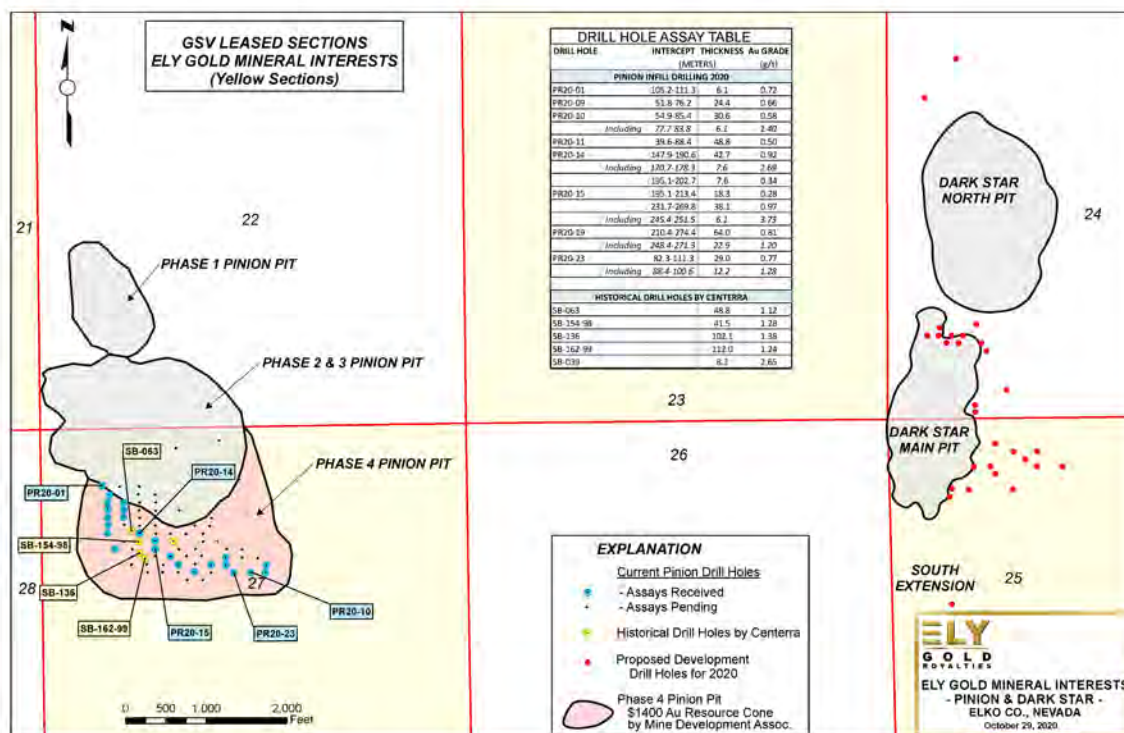 N
GSV LEASED SECTIONS
ELY GOLD MINERAL INTERESTS
(Yellow Sections)
DRILL HOLE ASSAY TABLE
DRILL HOLE INTERCEPT THICKNESS Au GRADE
(METERS) (g/t)
PINION INFILL DRILLING 2020
PR20-01 105.2-111.3 6.1 0.72
PR20-09 51.8-76.2 24.4 0.66
PR20-10 54.9-85.4 30.6 0.58
Including 77.7-83.8 6.1 1.40
PR20-11 39.6-88.4 48.8 0.50
PR20-14 147.9-190.6 42.7 0.92
Including 170.7-178.3 7.6 2.68
195.1-202.7 7.6 0.34
PR20-15 195.1-213.4 18.3 0.28
231.7-269.8 38.1 0.97
Including 245.4-251.5 6.1 3.73
PR20-19 210.4-274.4 64.0 0.81
Including 248.4-271.3 22.9 1.20
PR20-23 82.3-111.3 29.0 0.77
Including 88.4-100.6 12.2 1.28
HISTORICAL DRILL HOLES BY CENTERRA
SB-063 48.8 1.12
SB-154-98 41.5 1.28
SB-136 102.1 1.38
SB-162-99 112.0 1.24
SB-039 8.2 2.65
21
22
23
24
DARK STAR
NORTH PIT
PHASE 1 PINION PIT
PHASE 2 & 3 PINION PIT
PHASE 4 PINION PIT
DARK STAR
MAIN PIT
26
SB-063
PR20-14
PR20-01
SB-154-98
SB-136
SB-162-99
PR20-15
PR20-23
PR20-10
28
27
SOUTH
EXTENSION
25
0 1,000 2,000
Feet
EXPLANATION
Current Pinion Drill Holes
- Assays Received
- Assays Pending
Historical Drill Holes by Centerra
Proposed Development
Drill Holes for 2020
Phase 4 Pinion Pit
$1400 Au Resource Cone
by Mine Development Assoc.
ELY
GOLD
ROYALTIES
ELY GOLD MINERAL INTERESTS
- PINION & DARK STAR -
ELKO CO., NEVADA
October 29, 2020